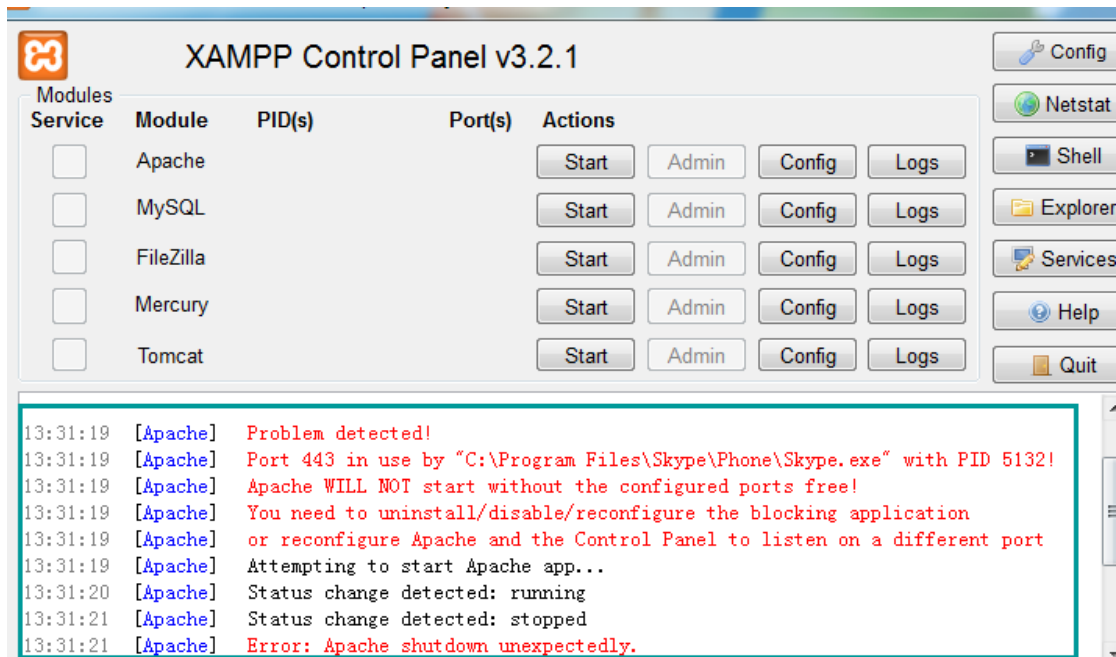 XAMPP Control Panel v3.2.1
Config
Modules
Service Module PID(s) Port(s) Actions
Netstat
Apache Start Admin Config Logs
Shell
MySQL Start Admin Config Logs
Explorer
FileZilla Start Admin Config Logs
Services
Mercury Start Admin Config Logs
Help
Tomcat Start Admin Config Logs
Quit
13:31:19 [Apache] Problem detected!
13:31:19 [Apache] Port 443 in use by "C:\Program Files\Skype\Phone\Skype.exe" with PID 5132!
13:31:19 [Apache] Apache WILL NOT start without the configured ports free!
13:31:19 [Apache] You need to uninstall/disable/reconfigure the blocking application
13:31:19 [Apache] or reconfigure Apache and the Control Panel to listen on a different port
13:31:19 [Apache] Attempting to start Apache app...
13:31:20 [Apache] Status change detected: running
13:31:21 [Apache] Status change detected: stopped
13:31:21 [Apache] Error: Apache shutdown unexpectedly.